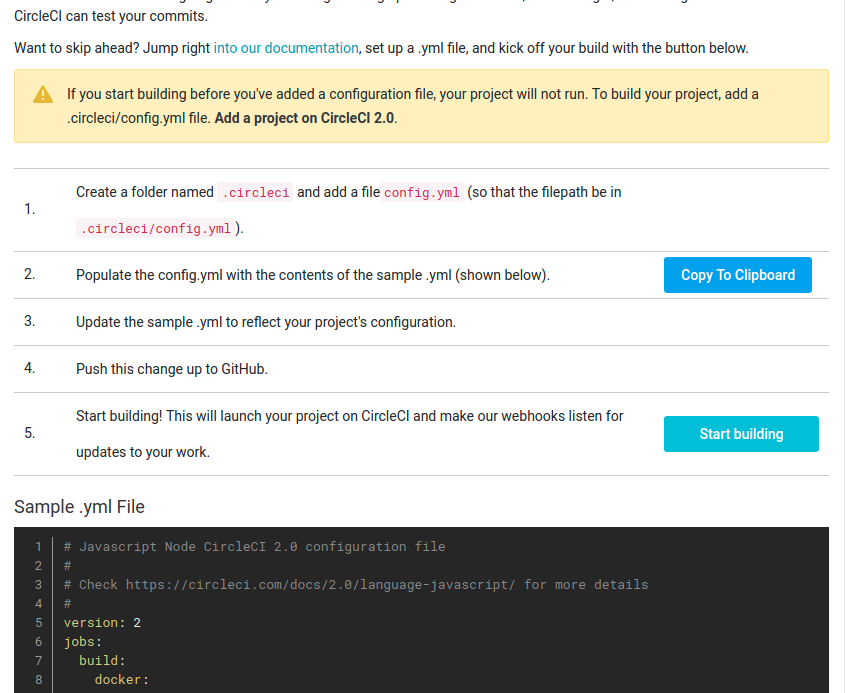 CircleCI can test your commits.
Want to skip ahead? Jump right into our documentation, set up a .yml file, and kick off your build with the button below.
If you start building before you've added a configuration file, your project will not run. To build your project, add a
.circleci/config.yml file. Add a project on CircleCI 2.0.
1.
Create a folder named .circleci and add a file config.yml (so that the filepath be in
.circleci/config.yml ).
2.
Populate the config.yml with the contents of the sample .yml (shown below).
Copy To Clipboard
3.
Update the sample .yml to reflect your project's configuration.
4.
Push this change up to GitHub.
5.
Start building! This will launch your project on CircleCI and make our webhooks listen for
updates to your work.
Start building
Sample .yml File
1 # Javascript Node CircleCI 2.0 configuration file
2 #
3 # Check https://circleci.com/docs/2.0/language-javascript/ for more details
4 #
5 version: 2
6 jobs:
7   build:
8     docker: